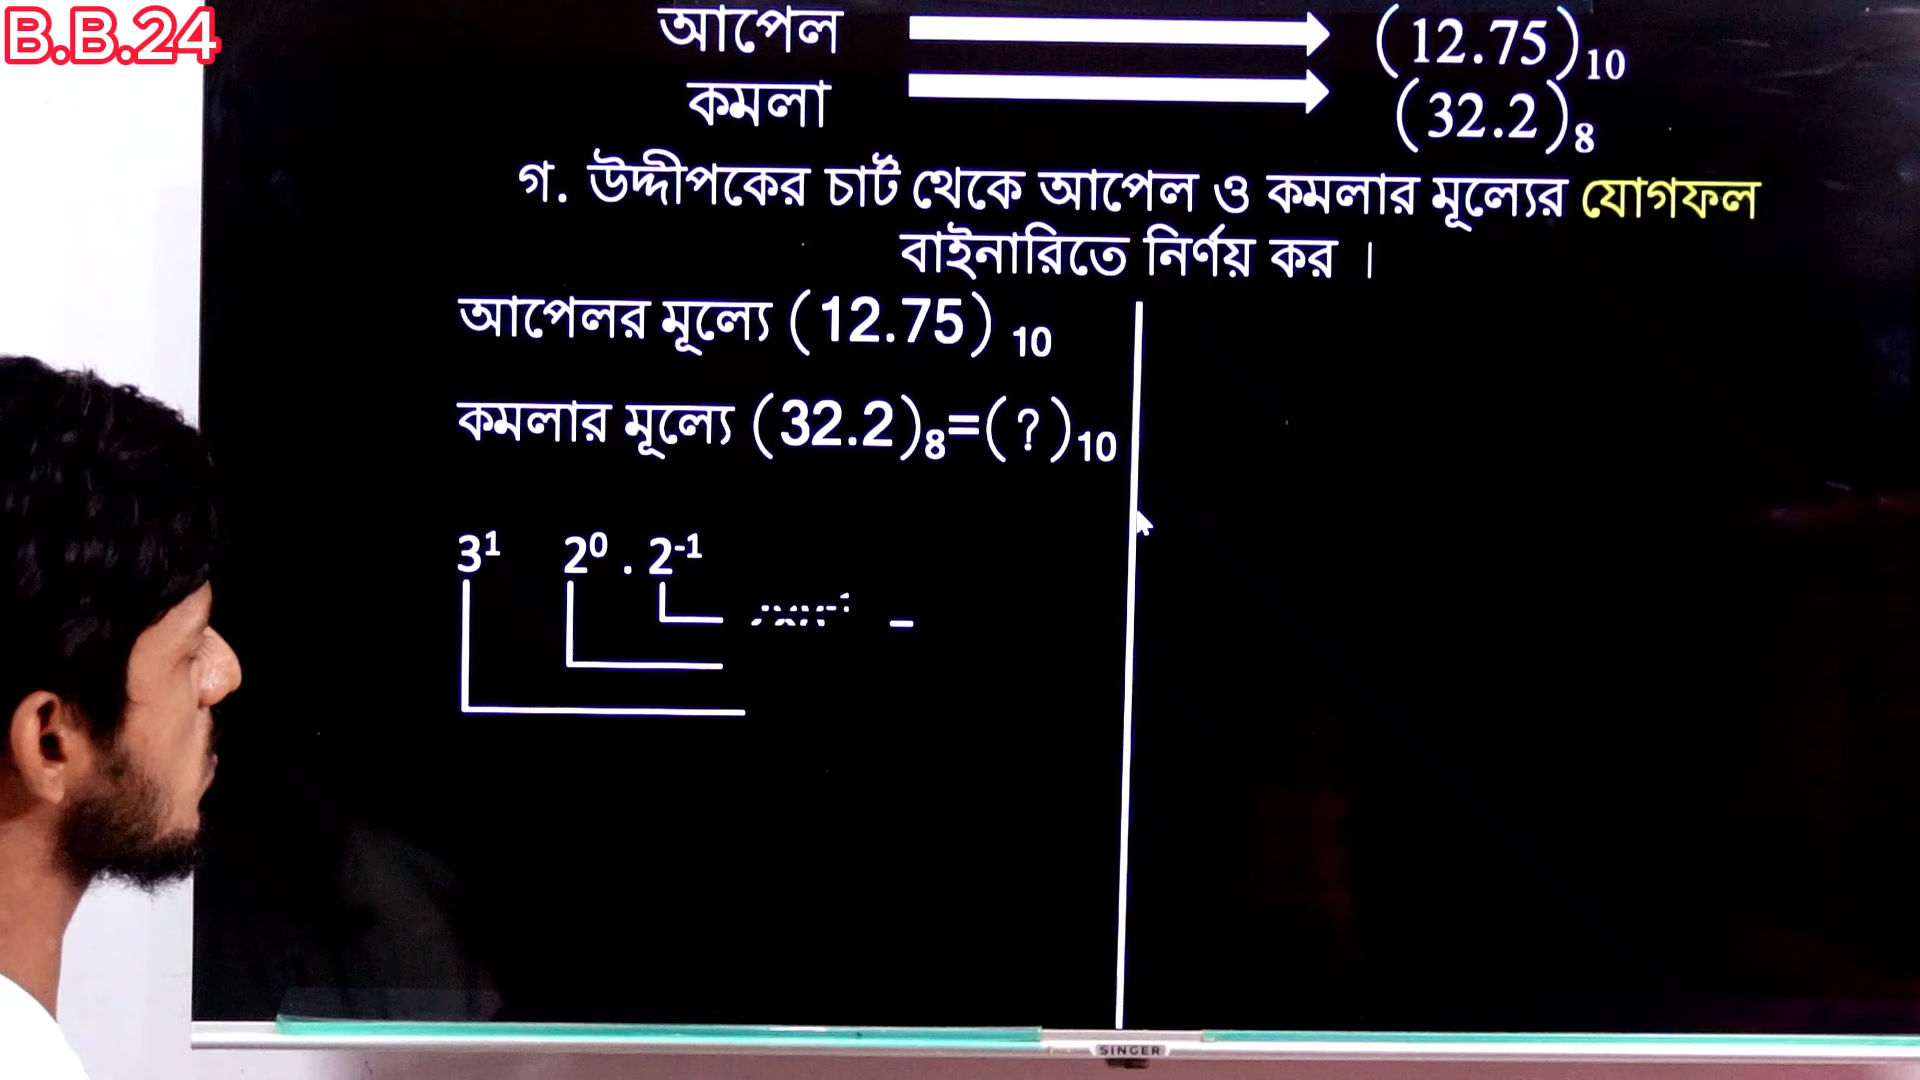 B.B.24
আপেল (12.75)10
কমলা (32.2)8
গ. উদ্দীপকের চার্ট থেকে আপেল ও কমলার মূল্যের যোগফল
বাইনারিতে নির্ণয় কর ।
আপেলর মূল্যে (12.75) 10
কমলার মূল্যে (32.2)8=(?)10
3¹ 2⁰ . 2⁻¹
SINGER